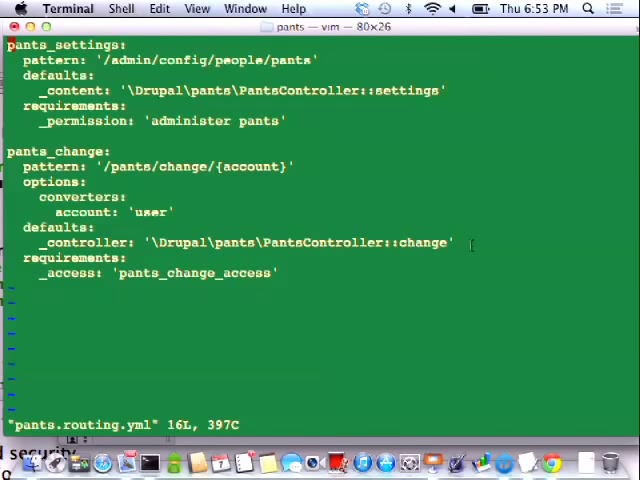 Terminal Shell Edit View Window Help Thu 6:53 PM
pants — vim — 80×26
pants_settings:
pattern: '/admin/config/people/pants'
defaults:
_content: '\Drupal\pants\PantsController::settings'
requirements:
_permission: 'administer pants'
pants_change:
pattern: '/pants/change/{account}'
options:
converters:
account: 'user'
defaults:
_controller: '\Drupal\pants\PantsController::change'
requirements:
_access: 'pants_change_access'
~
~
~
~
~
~
~
~
~
"pants.routing.yml" 16L, 397C
d security